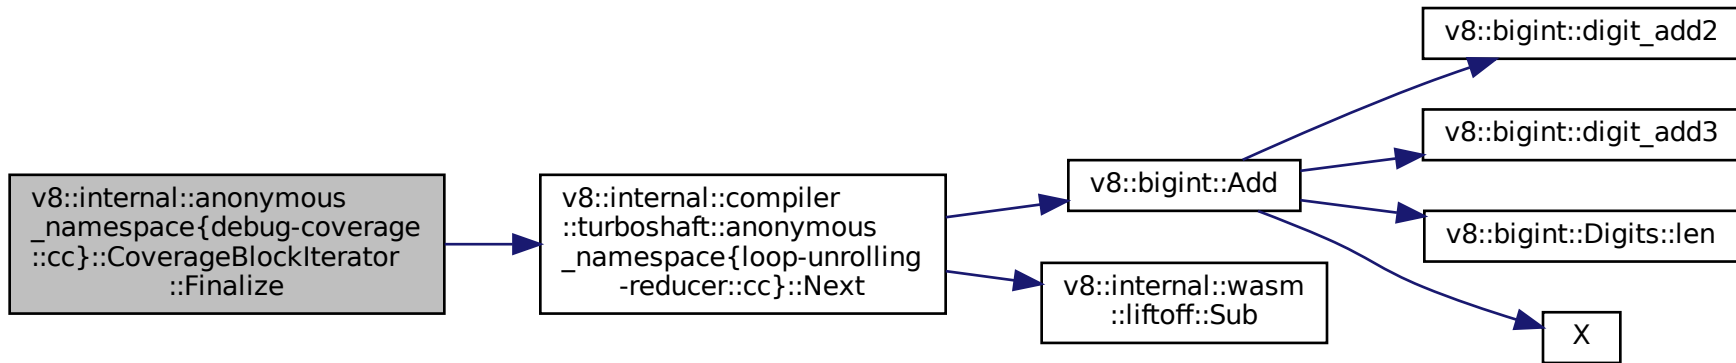 v8::internal::anonymous
_namespace{debug-coverage
::cc}::CoverageBlockIterator
::Finalize
v8::internal::compiler
::turboshaft::anonymous
_namespace{loop-unrolling
-reducer::cc}::Next
v8::bigint::Add
v8::internal::wasm
::liftoff::Sub
v8::bigint::digit_add2
v8::bigint::digit_add3
v8::bigint::Digits::len
X